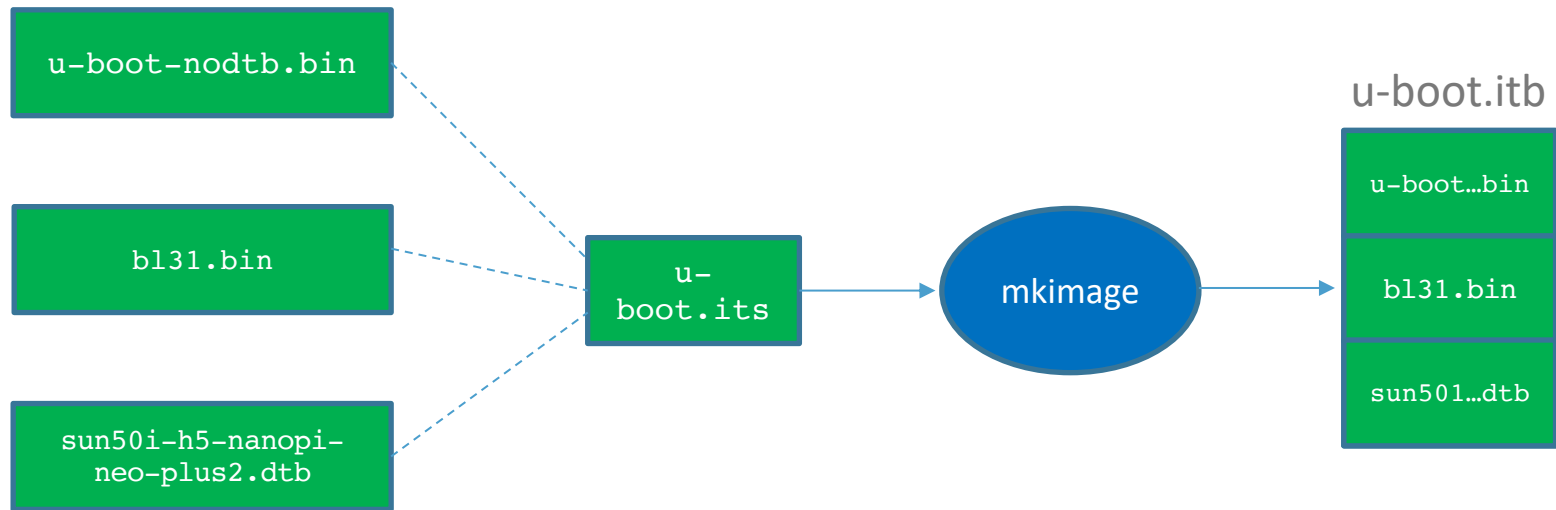 u-boot-nodtb.bin
u-boot.itb
u-boot…bin
bl31.bin
u-
boot.its
mkimage
bl31.bin
sun501…dtb
sun50i-h5-nanopi-
neo-plus2.dtb